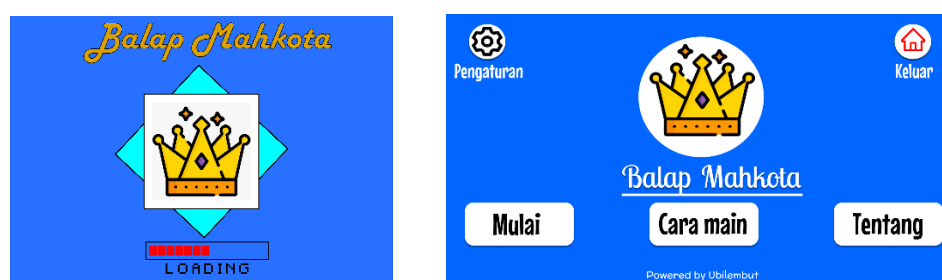 Balap Mahkota
LOADING
Pengaturan
Keluar
Balap Mahkota
Mulai
Cara main
Tentang
Powered by Ubilembut